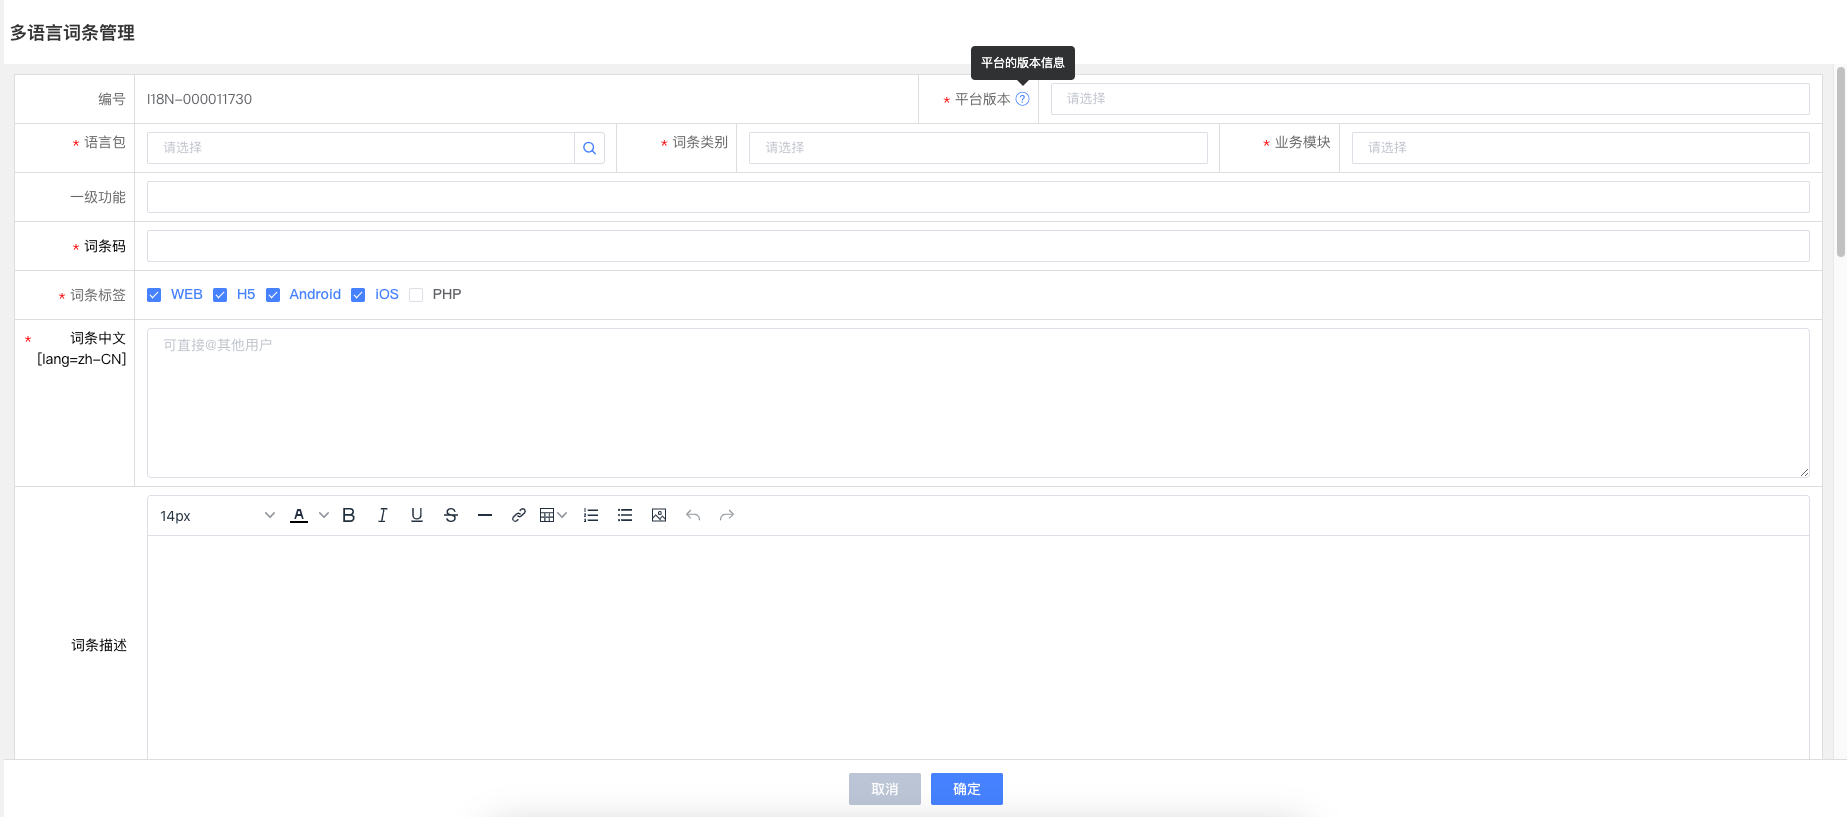 多语言词条管理
平台的版本信息
编号
I18N-000011730
* 平台版本 ?
请选择
* 语言包
请选择
* 词条类别
请选择
* 业务模块
请选择
一级功能
* 词条码
* 词条标签
WEB H5 Android iOS PHP
* 词条中文
[lang=zh-CN]
可直接@其他用户
14px
词条描述
取消
确定